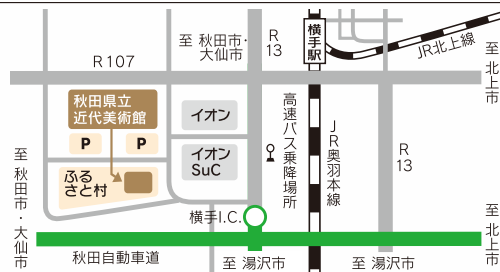 至 秋田市・
大仙市
R
13
横手駅
JR北上線
至 北上市
R107
秋田県立
近代美術館
P
P
イオン
イオン
SuC
高速バス乗降場所
JR奥羽本線
R
13
ふる
さと村
至 秋田市・大仙市
横手I.C.
至 北上市
秋田自動車道
至 湯沢市
至 湯沢市